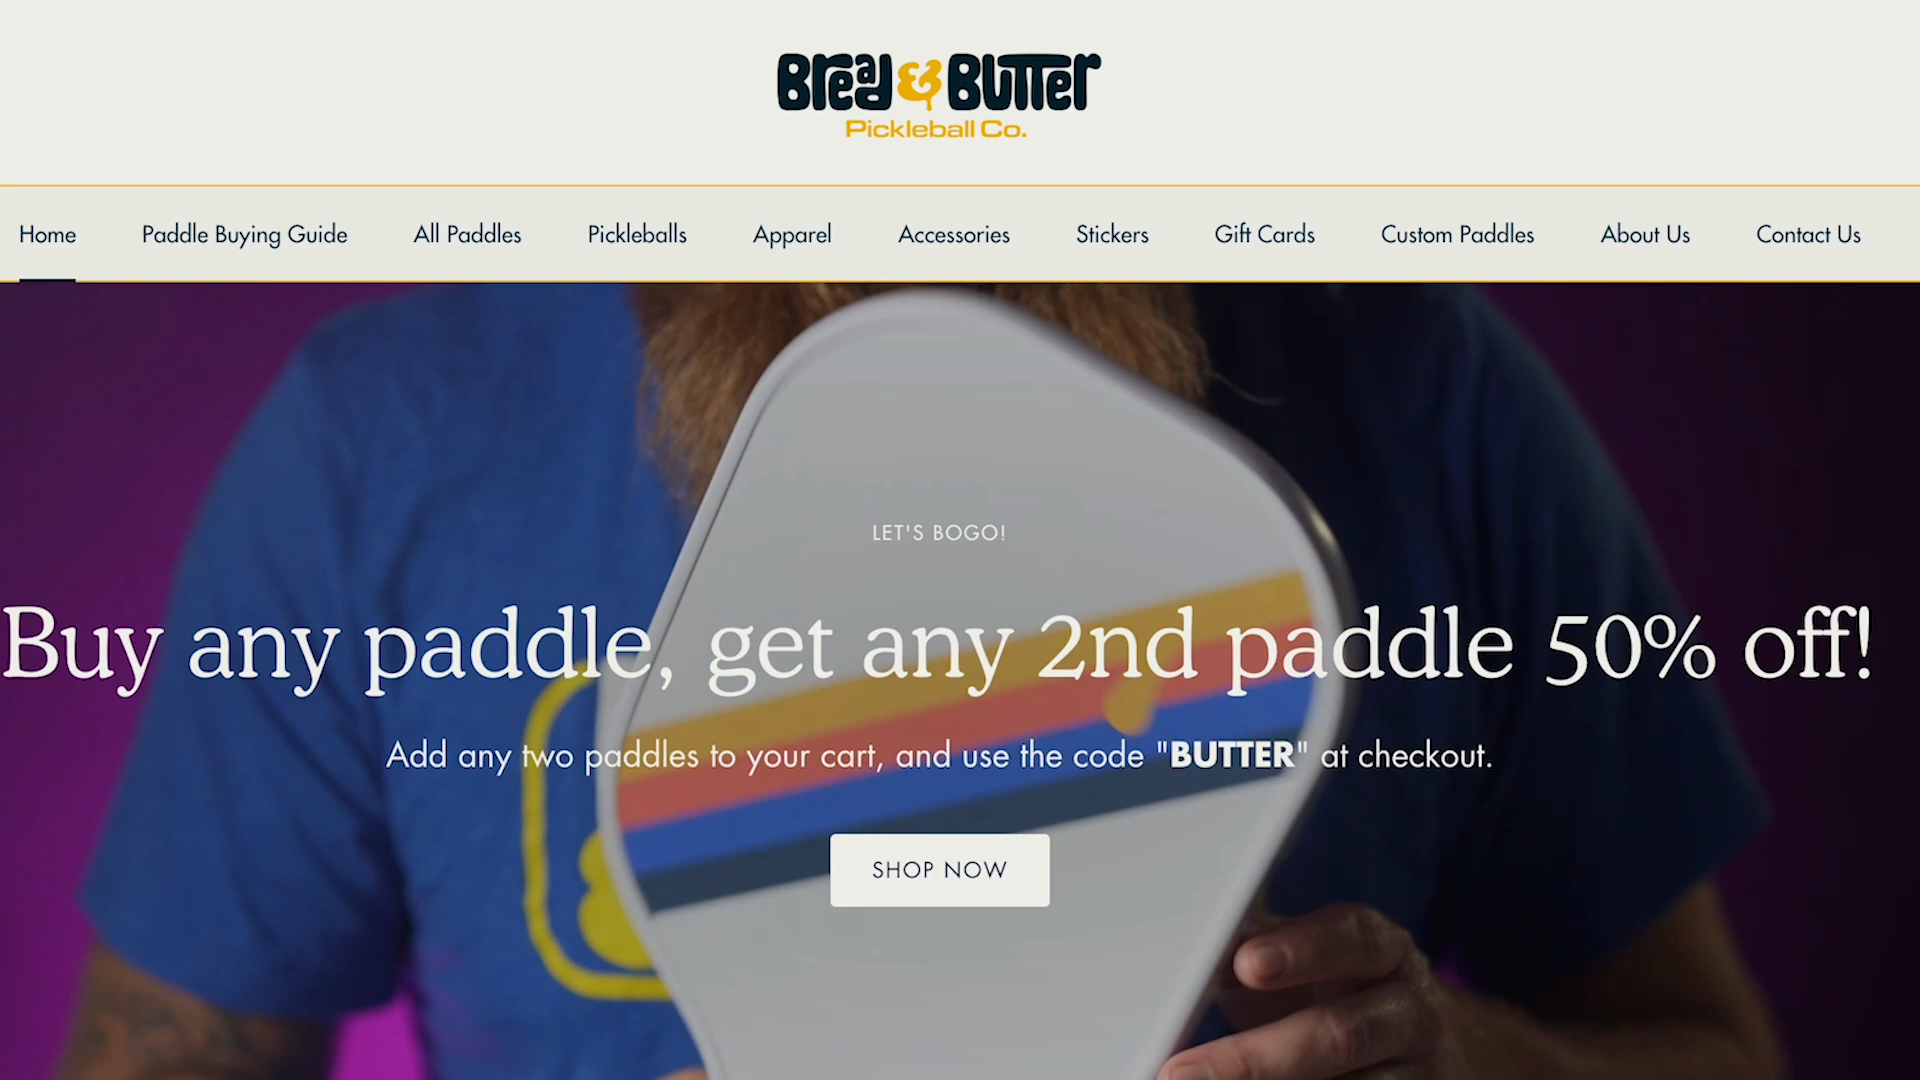 Bread & Butter
Pickleball Co.
Home Paddle Buying Guide All Paddles Pickleballs Apparel Accessories Stickers Gift Cards Custom Paddles About Us Contact Us
LET'S BOGO!
Buy any paddle, get any 2nd paddle 50% off!
Add any two paddles to your cart, and use the code "BUTTER" at checkout.
SHOP NOW